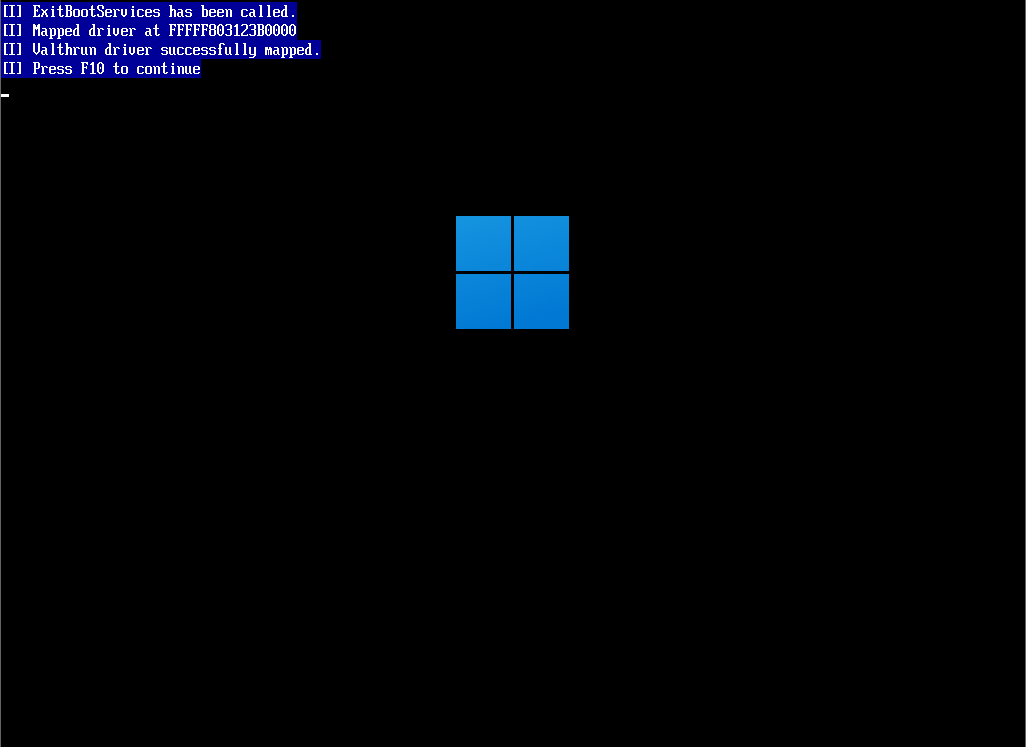 [I] ExitBootServices has been called.
[I] Mapped driver at FFFFF803123B0000
[I] Valthrun driver successfully mapped.
[I] Press F10 to continue